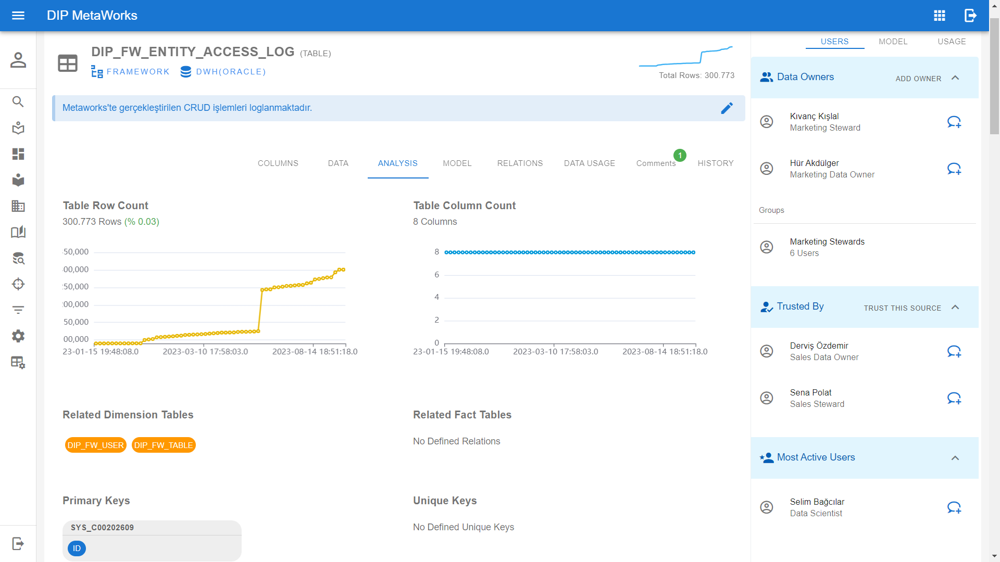 DIP MetaWorks
DIP_FW_ENTITY_ACCESS_LOG (TABLE)
FRAMEWORK DWH(ORACLE)
Total Rows: 300.773
Metaworks'te gerçekleştirilen CRUD işlemleri loglanmaktadır.
COLUMNS DATA ANALYSIS MODEL RELATIONS DATA USAGE Comments 1 HISTORY
Table Row Count
300.773 Rows (% 0.03)
50,000
00,000
50,000
00,000
50,000
00,000
23-01-15 19:48:08.0 2023-03-10 17:58:03.0 2023-08-14 18:51:18.0
Table Column Count
8 Columns
8
6
4
2
0
23-01-15 19:48:08.0 2023-03-10 17:58:03.0 2023-08-14 18:51:18.0
Related Dimension Tables
DIP_FW_USER DIP_FW_TABLE
Related Fact Tables
No Defined Relations
Primary Keys
SYS_C00202609
ID
Unique Keys
No Defined Unique Keys
USERS MODEL USAGE
Data Owners ADD OWNER
Kıvanç Kışlal
Marketing Steward
Hür Akdülger
Marketing Data Owner
Groups
Marketing Stewards
6 Users
Trusted By TRUST THIS SOURCE
Derviş Özdemir
Sales Data Owner
Sena Polat
Sales Steward
Most Active Users
Selim Bağcılar
Data Scientist